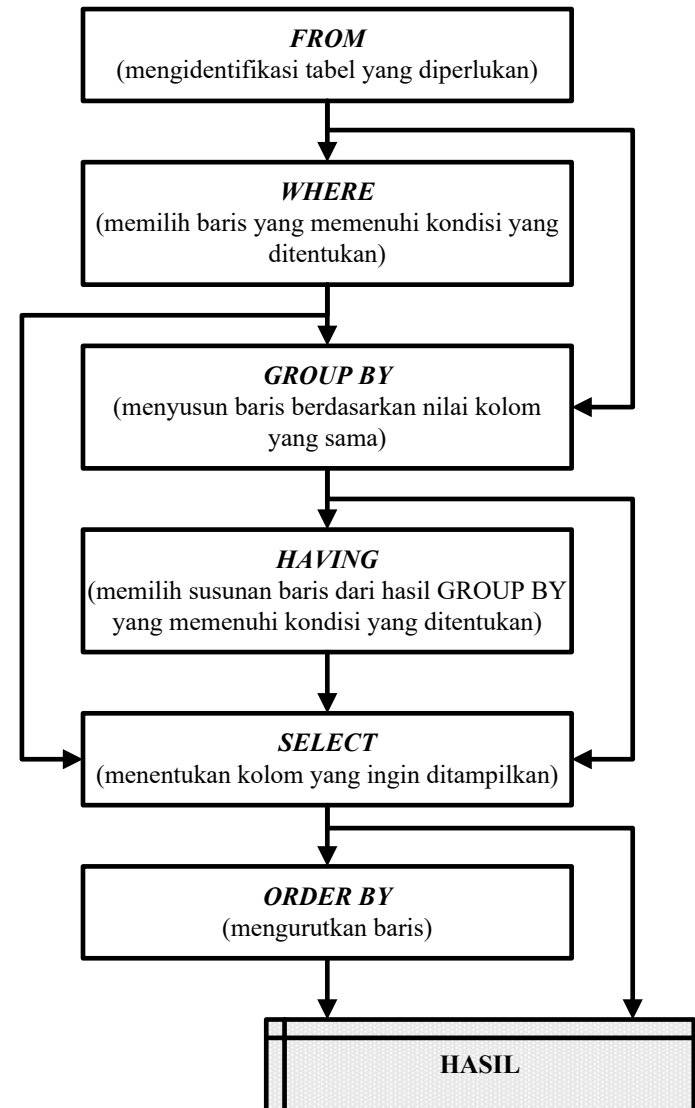 FROM
(mengidentifikasi tabel yang diperlukan)
WHERE
(memilih baris yang memenuhi kondisi yang
ditentukan)
GROUP BY
(menyusun baris berdasarkan nilai kolom
yang sama)
HAVING
(memilih susunan baris dari hasil GROUP BY
yang memenuhi kondisi yang ditentukan)
SELECT
(menentukan kolom yang ingin ditampilkan)
ORDER BY
(mengurutkan baris)
HASIL